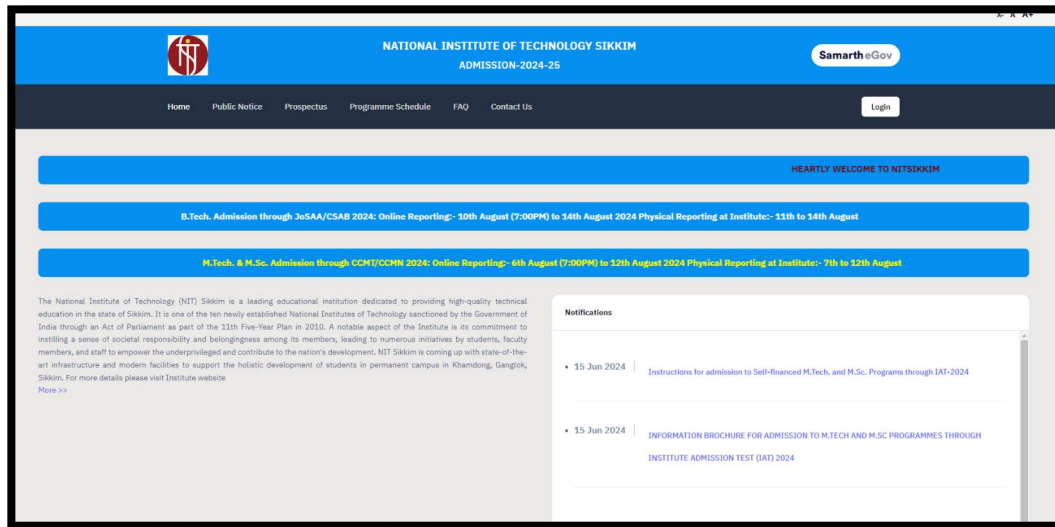 A- A A+
NATIONAL INSTITUTE OF TECHNOLOGY SIKKIM
ADMISSION-2024-25
Samarth eGov
Home Public Notice Prospectus Programme Schedule FAQ Contact Us Login
HEARTLY WELCOME TO NITSIKKIM
B.Tech. Admission through JoSAA/CSAB 2024: Online Reporting:- 10th August (7:00PM) to 14th August 2024 Physical Reporting at Institute:- 11th to 14th August
M.Tech. & M.Sc. Admission through CCMT/CCMN 2024: Online Reporting:- 6th August (7:00PM) to 12th August 2024 Physical Reporting at Institute:- 7th to 12th August
The National Institute of Technology (NIT) Sikkim is a leading educational institution dedicated to providing high-quality technical
education in the state of Sikkim. It is one of the ten newly established National Institutes of Technology sanctioned by the Government of
India through an Act of Parliament as part of the 11th Five-Year Plan in 2010. A notable aspect of the Institute is its commitment to
instilling a sense of societal responsibility and belongingness among its members, leading to numerous initiatives by students, faculty
members, and staff to empower the underprivileged and contribute to the nation's development. NIT Sikkim is coming up with state-of-the-
art infrastructure and modern facilities to support the holistic development of students in permanent campus in Khamdong, Gangtok,
Sikkim. For more details please visit Institute website
More >>
Notifications
15 Jun 2024 Instructions for admission to Self-financed M.Tech. and M.Sc. Programs through IAT-2024
15 Jun 2024 INFORMATION BROCHURE FOR ADMISSION TO M.TECH AND M.SC PROGRAMMES THROUGH
INSTITUTE ADMISSION TEST (IAT) 2024